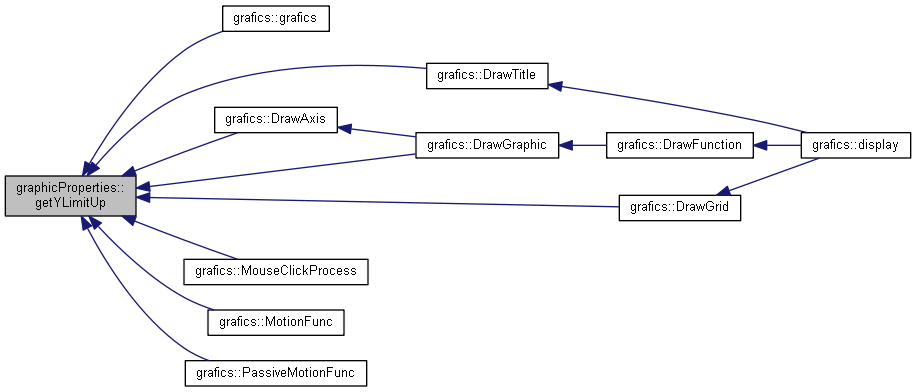 grafics::grafics
grafics::DrawTitle
grafics::DrawAxis
grafics::DrawGraphic
grafics::DrawFunction
grafics::display
graphicProperties::
getYLimitUp
grafics::DrawGrid
grafics::MouseClickProcess
grafics::MotionFunc
grafics::PassiveMotionFunc